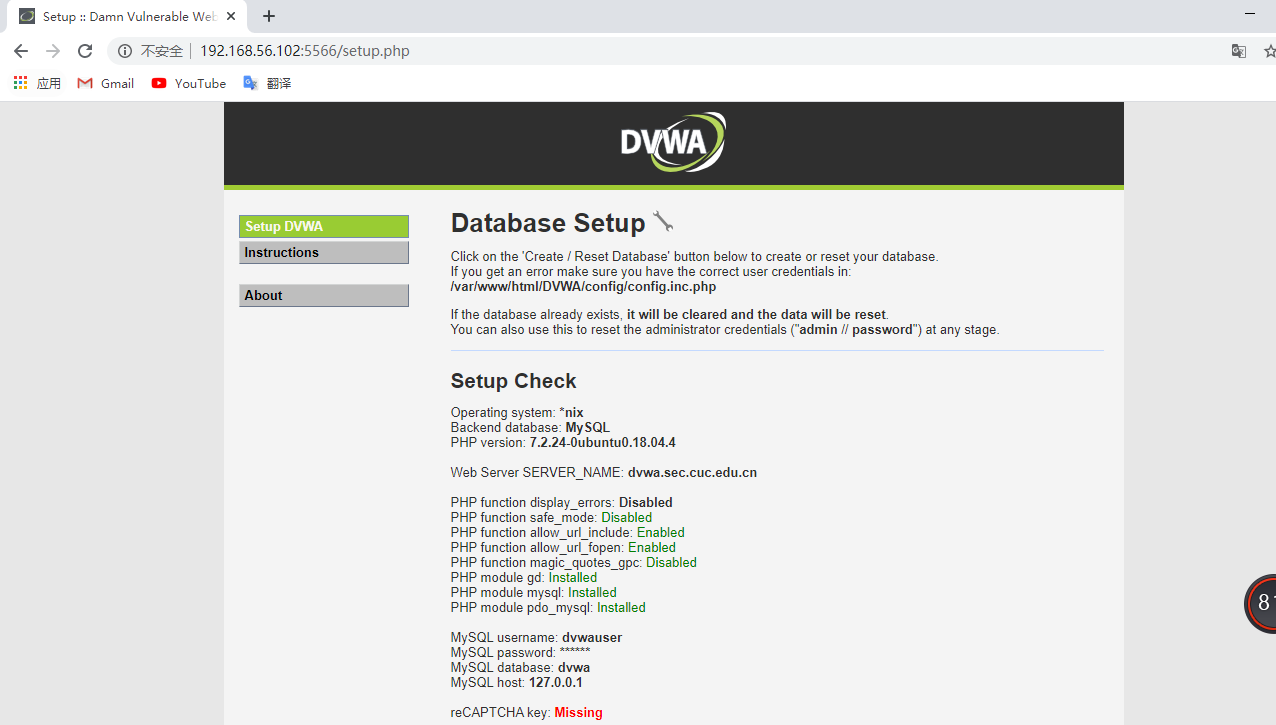 Setup :: Damn Vulnerable Web
不安全 192.168.56.102:5566/setup.php
应用 Gmail YouTube 翻译
DVWA
Setup DVWA
Instructions
About
Database Setup
Click on the 'Create / Reset Database' button below to create or reset your database.
If you get an error make sure you have the correct user credentials in:
/var/www/html/DVWA/config/config.inc.php
If the database already exists, it will be cleared and the data will be reset.
You can also use this to reset the administrator credentials ("admin // password") at any stage.
Setup Check
Operating system: *nix
Backend database: MySQL
PHP version: 7.2.24-0ubuntu0.18.04.4
Web Server SERVER_NAME: dvwa.sec.cuc.edu.cn
PHP function display_errors: Disabled
PHP function safe_mode: Disabled
PHP function allow_url_include: Enabled
PHP function allow_url_fopen: Enabled
PHP function magic_quotes_gpc: Disabled
PHP module gd: Installed
PHP module mysql: Installed
PHP module pdo_mysql: Installed
MySQL username: dvwauser
MySQL password: ******
MySQL database: dvwa
MySQL host: 127.0.0.1
reCAPTCHA key: Missing